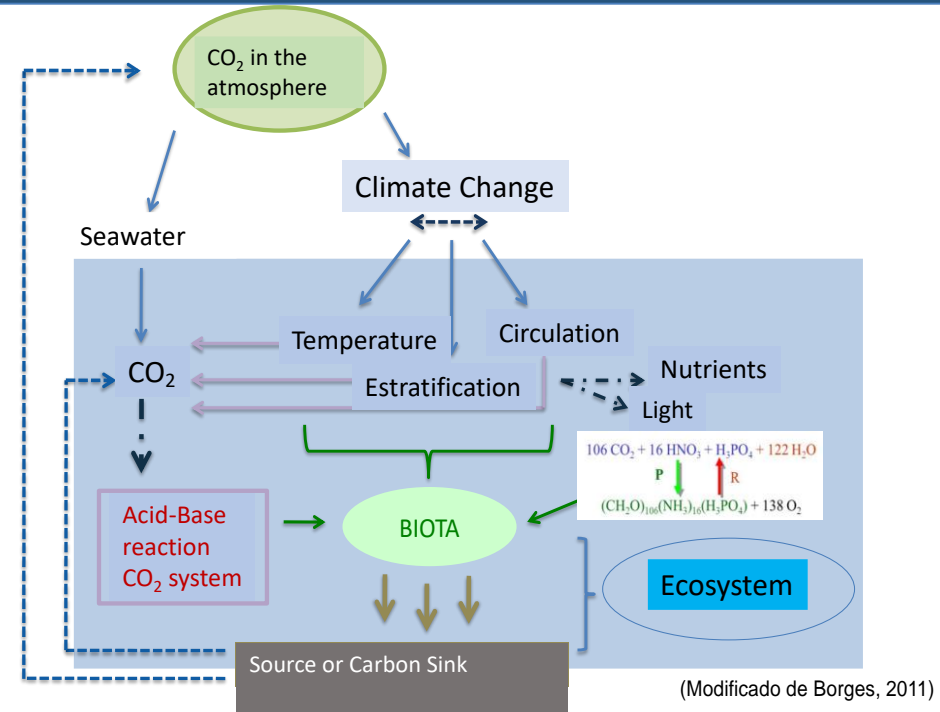 CO₂ in the
atmosphere
Climate Change
Seawater
Temperature
Circulation
CO₂
Estratification
Nutrients
Light
106 CO₂ + 16 HNO₃ + H₃PO₄ + 122 H₂O
P R
(CH₂O)₁₀₆(NH₃)₁₆(H₃PO₄) + 138 O₂
Acid-Base
reaction
CO₂ system
BIOTA
Ecosystem
Source or Carbon Sink
(Modificado de Borges, 2011)